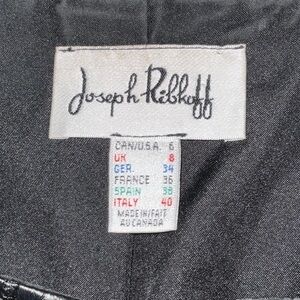 Joseph Ribkoff
CAN/U.S.A. 6
UK 8
GER. 34
FRANCE 36
SPAIN 38
ITALY 40
MADE IN/FAIT
AU CANADA